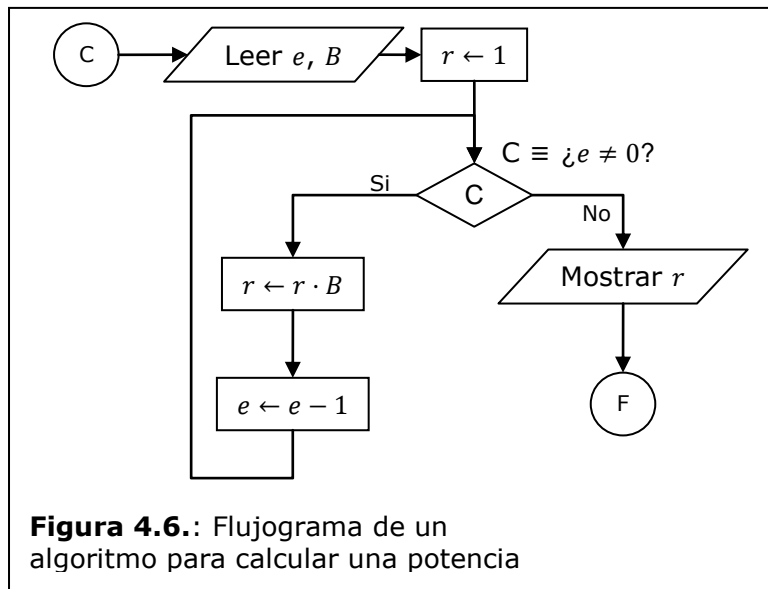 C
Leer e, B
r ← 1
C ≡ ¿e ≠ 0?
Si
C
No
r ← r · B
Mostrar r
e ← e − 1
F
Figura 4.6.: Flujograma de un
algoritmo para calcular una potencia